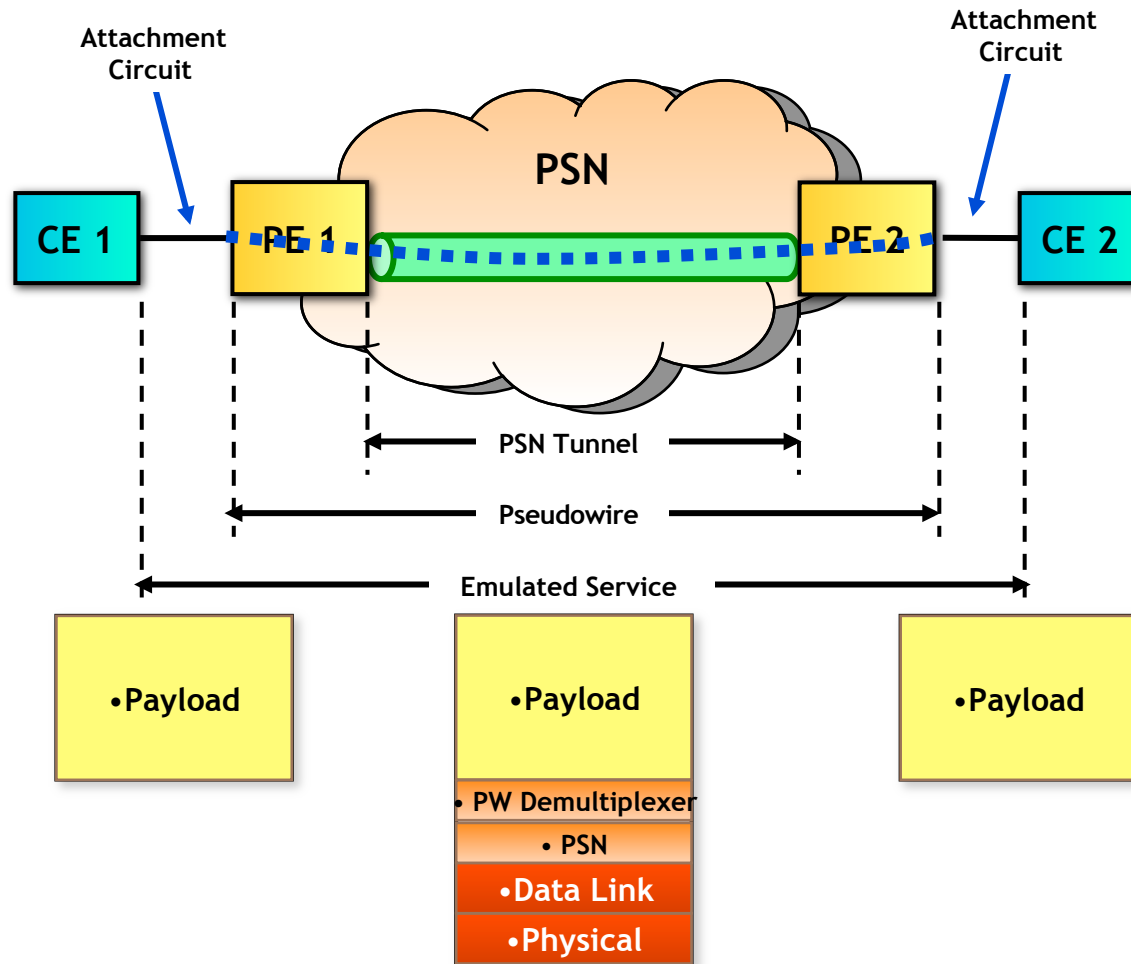 Attachment
Circuit
Attachment
Circuit
PSN
CE 1
PE 1
PE 2
CE 2
PSN Tunnel
Pseudowire
Emulated Service
•Payload
•Payload
•Payload
• PW Demultiplexer
• PSN
•Data Link
•Physical